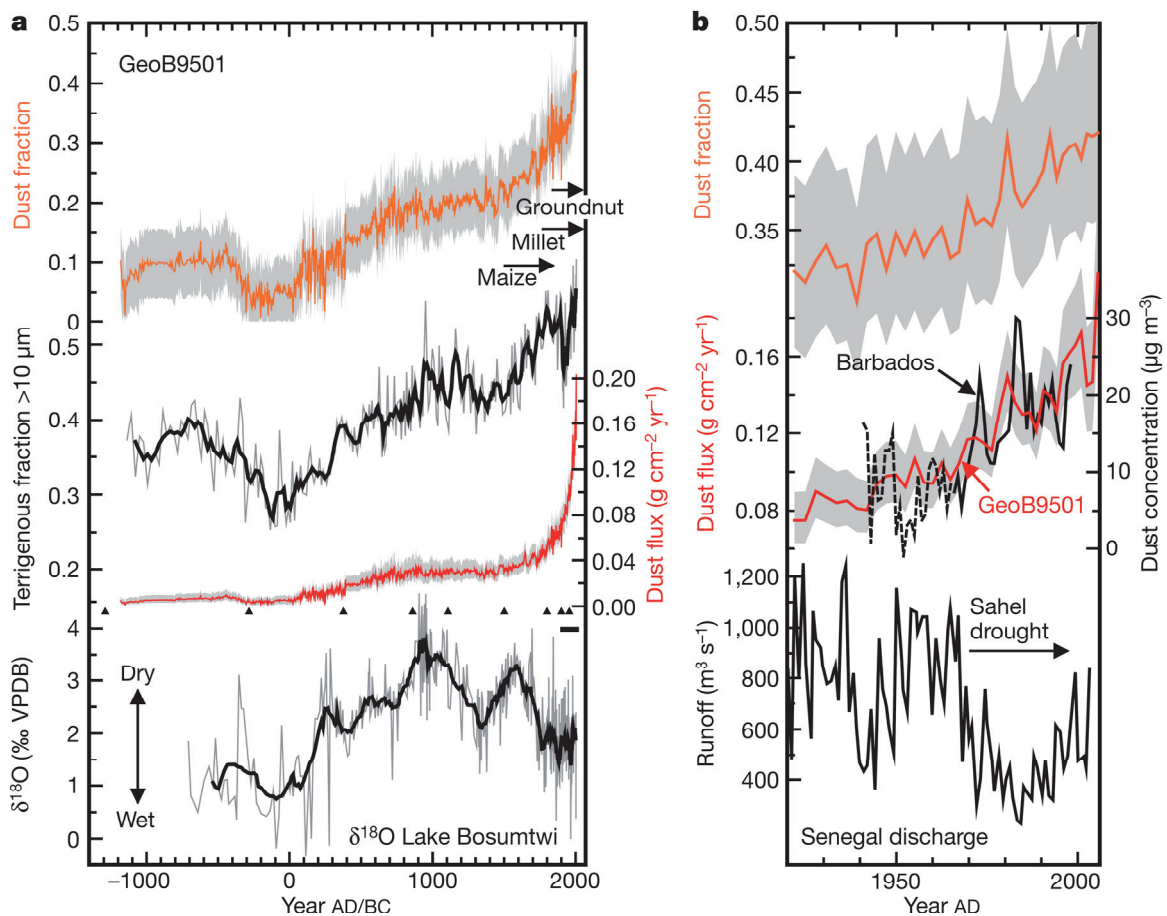 a
GeoB9501
Dust fraction
0.5
0.4
0.3
0.2
0.1
0
Groundnut
Millet
Maize
Terrigenous fraction >10 µm
0.5
0.4
0.3
0.2
Dust flux (g cm⁻² yr⁻¹)
0.20
0.16
0.12
0.08
0.04
0.00
δ¹⁸O (‰ VPDB)
4
3
2
1
0
Dry
Wet
δ¹⁸O Lake Bosumtwi
−1000
0
1000
2000
Year AD/BC
b
Dust fraction
0.50
0.45
0.40
0.35
Dust flux (g cm⁻² yr⁻¹)
0.16
0.12
0.08
Barbados
GeoB9501
Dust concentration (µg m⁻³)
30
20
10
0
Runoff (m³ s⁻¹)
1,200
1,000
800
600
400
Sahel
drought
Senegal discharge
1950
2000
Year AD